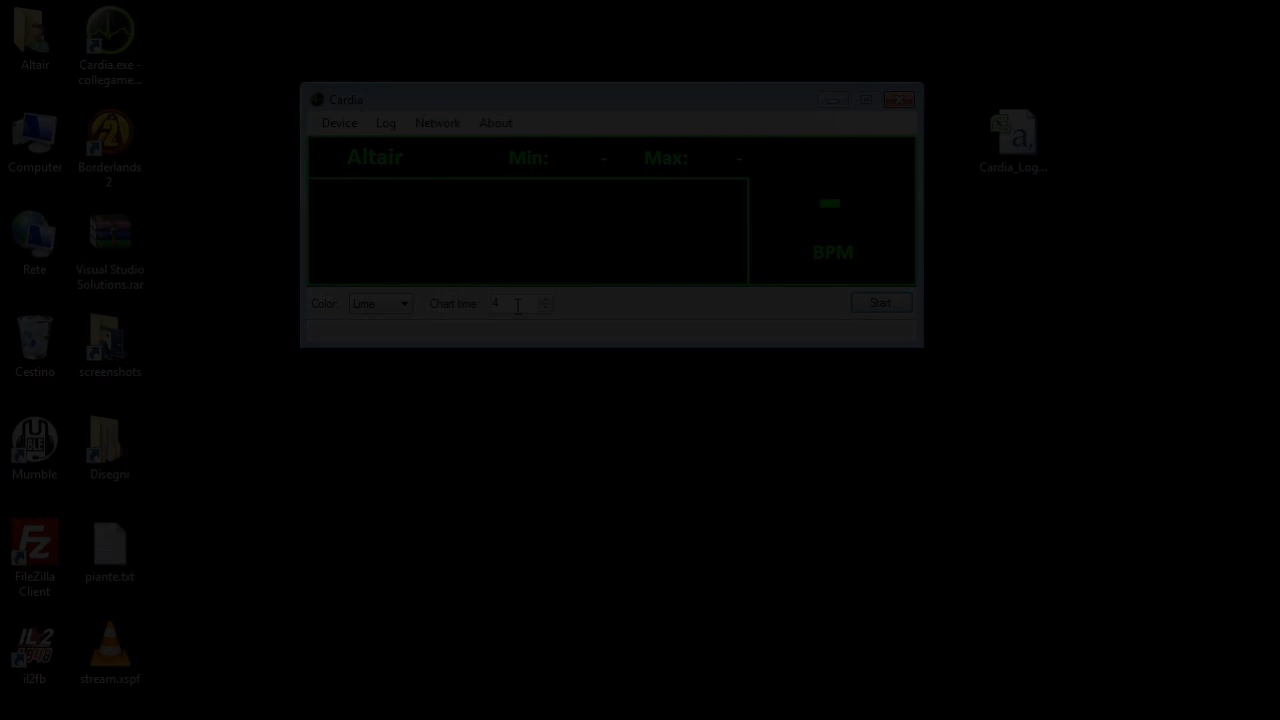 Altair
Cardia.exe -
collegame...
Computer
Borderlands
2
Rete
Visual Studio
Solutions.rar
Cestino
screenshots
Mumble
Disegni
FileZilla
Client
piante.txt
il2fb
stream.xspf
Cardia
Device Log Network About
Altair Min: - Max: -
-
BPM
Color: Lime Chart time: 4 Start
Cardia_Log...